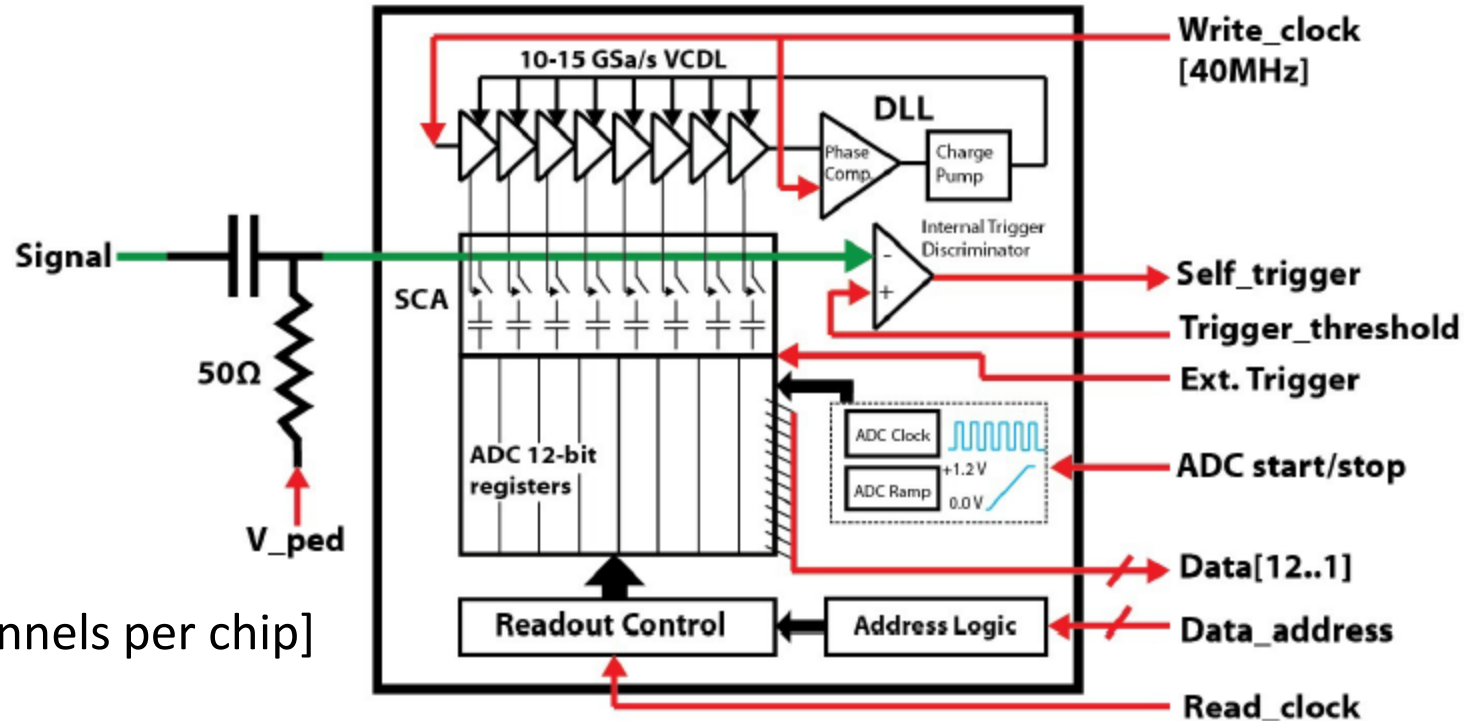 Write_clock
[40MHz]
10-15 GSa/s VCDL
DLL
Phase
Comp.
Charge
Pump
Internal Trigger
Discriminator
Signal
-
+
Self_trigger
SCA
Trigger_threshold
50Ω
Ext. Trigger
ADC Clock
ADC 12-bit
registers
+1.2 V
ADC Ramp
0.0 V
ADC start/stop
V_ped
Data[12..1]
nnels per chip]
Readout Control
Address Logic
Data_address
Read_clock